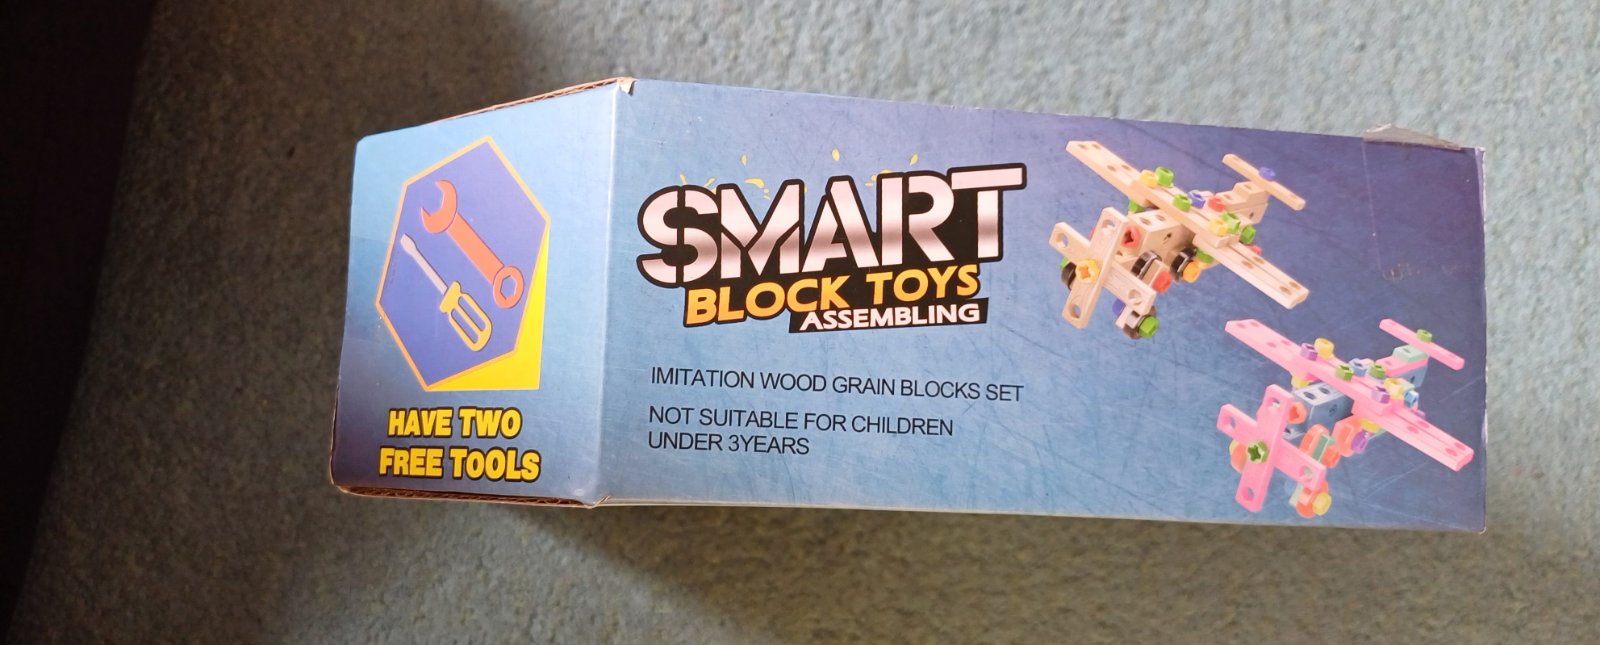 HAVE TWO
FREE TOOLS
SMART
BLOCK TOYS
ASSEMBLING
IMITATION WOOD GRAIN BLOCKS SET
NOT SUITABLE FOR CHILDREN
UNDER 3YEARS